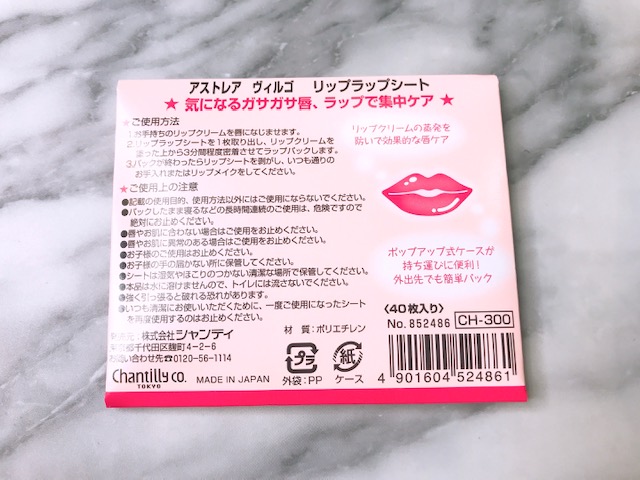 アストレア ヴィルゴ リップラップシート
★ 気になるガサガサ唇、ラップで集中ケア ★
★ご使用方法
1.お手持ちのリップクリームを唇になじませます。
2.リップラップシートを1枚取り出し、リップクリームを
塗った上から3分間程度密着させてラップパックします。
3.パックが終わったらリップシートを剥がし、いつも通りの
お手入れまたはリップメイクをしてください。
★ご使用上の注意
●記載の使用目的、使用方法以外にはご使用にならないでください。
●パックしたまま寝るなどの長時間連続のご使用は、危険ですので
絶対にお止めください。
●唇やお肌に合わない場合はご使用をお止めください。
●唇やお肌に異常のある場合はご使用をお止めください。
●お子様のご使用はお止めください。
●お子様の手の届かない所に保管してください。
●シートは湿気やほこりのつかない清潔な場所で保管してください。
●本品は水に溶けませんので、トイレには流さないでください。
●強く引っ張ると破れる恐れがあります。
●いつも清潔にお使いいただくために、一度ご使用になったシート
を再度使用するのはお止めください。
リップクリームの蒸発を
防いで効果的な唇ケア
ポップアップ式ケースが
持ち運びに便利!
外出先でも簡単パック
発売元:株式会社シャンティ
東京都千代田区麹町4-2-6
お問い合わせ先☎0120-56-1114
Chantilly CO.
TOKYO
MADE IN JAPAN
材 質:ポリエチレン
プラ
外袋:PP
紙
ケース
〈40枚入り〉
No. 852486 CH-300
4 901604 524861